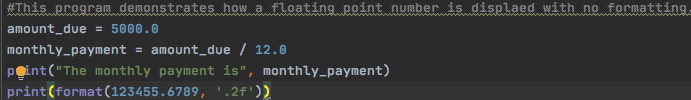 #This program demonstrates how a floating point number is displaed with no formatting.
amount_due = 5000.0
monthly_payment = amount_due / 12.0
print("The monthly payment is", monthly_payment)
print(format(123455.6789, '.2f'))